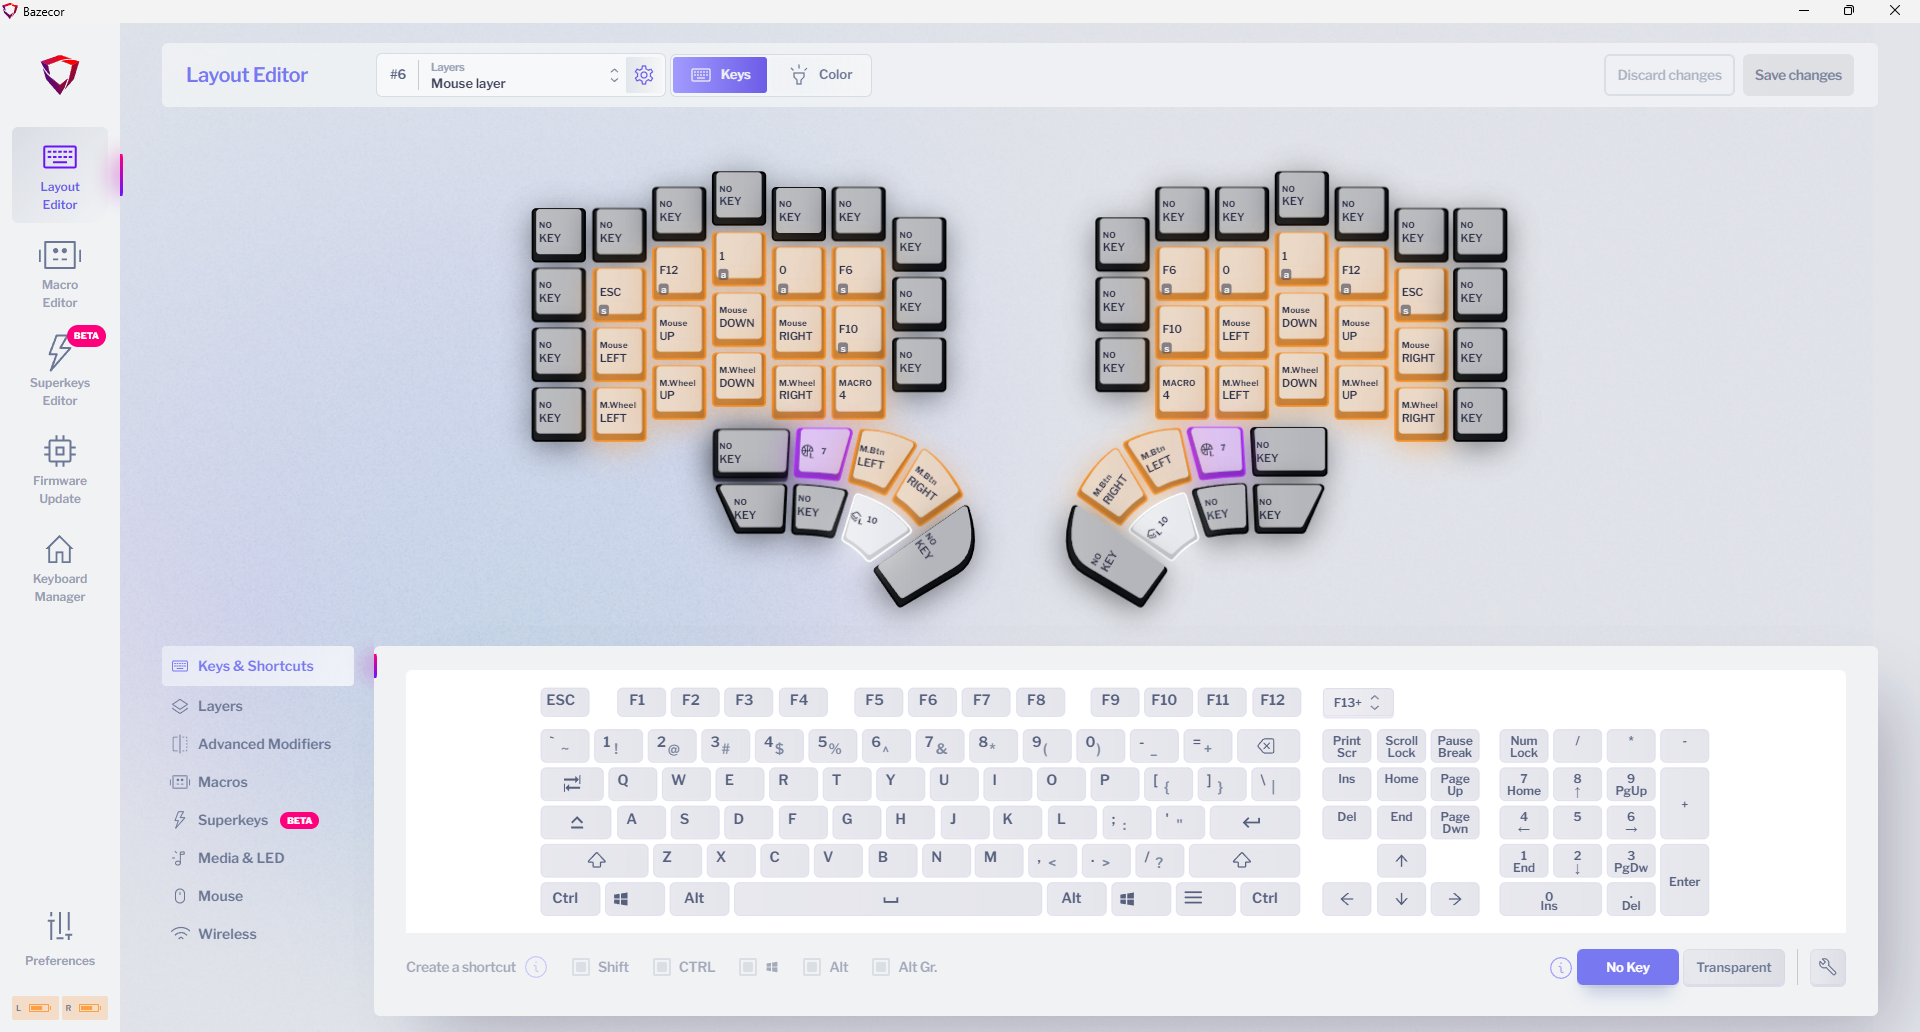 Bazecor
Layout Editor
#6
Layers
Mouse layer
Keys
Color
Discard changes
Save changes
Layout
Editor
Macro
Editor
BETA
Superkeys
Editor
Firmware
Update
Keyboard
Manager
Preferences
L
R
NO KEY
NO KEY
NO KEY
NO KEY
NO KEY
NO KEY
NO KEY
NO KEY
ESC s
F12 a
1 a
0 a
F6 s
NO KEY
NO KEY
Mouse LEFT
Mouse UP
Mouse DOWN
Mouse RIGHT
F10 s
NO KEY
NO KEY
M.Wheel LEFT
M.Wheel UP
M.Wheel DOWN
M.Wheel RIGHT
MACRO 4
NO KEY
L 7
M.Btn LEFT
M.Btn RIGHT
NO KEY
NO KEY
L 10
NO KEY
NO KEY
NO KEY
NO KEY
NO KEY
NO KEY
NO KEY
NO KEY
NO KEY
F6 s
0 a
1 a
F12 a
ESC s
NO KEY
NO KEY
F10 s
Mouse LEFT
Mouse DOWN
Mouse UP
Mouse RIGHT
NO KEY
MACRO 4
M.Wheel LEFT
M.Wheel DOWN
M.Wheel UP
M.Wheel RIGHT
NO KEY
M.Btn RIGHT
M.Btn LEFT
L 7
NO KEY
NO KEY
L 10
NO KEY
NO KEY
Keys & Shortcuts
Layers
Advanced Modifiers
Macros
Superkeys BETA
Media & LED
Mouse
Wireless
ESC F1 F2 F3 F4 F5 F6 F7 F8 F9 F10 F11 F12 F13+
` ~ 1 ! 2 @ 3 # 4 $ 5 % 6 ^ 7 & 8 * 9 ( 0 ) - _ = + Print Scr Scroll Lock Pause Break Num Lock / * -
Q W E R T Y U I O P [ { ] } \ | Ins Home Page Up 7 Home 8 ↑ 9 PgUp +
A S D F G H J K L ; : ' " ↵ Del End Page Dwn 4 ← 5 6 →
Z X C V B N M , < . > / ? ↑ 1 End 2 ↓ 3 PgDw Enter
Ctrl Alt Alt Ctrl ← ↓ → 0 Ins . Del
Create a shortcut i Shift CTRL Alt Alt Gr.
i No Key Transparent